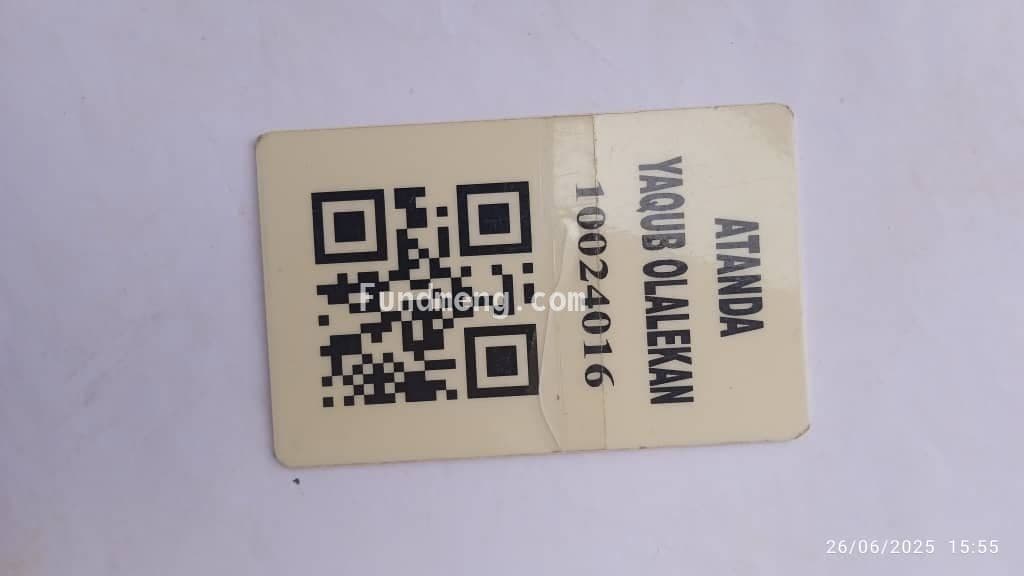 ATANDA
YAQUB OLALEKAN
10024016
Fundmeng.com
26/06/2025 15:55